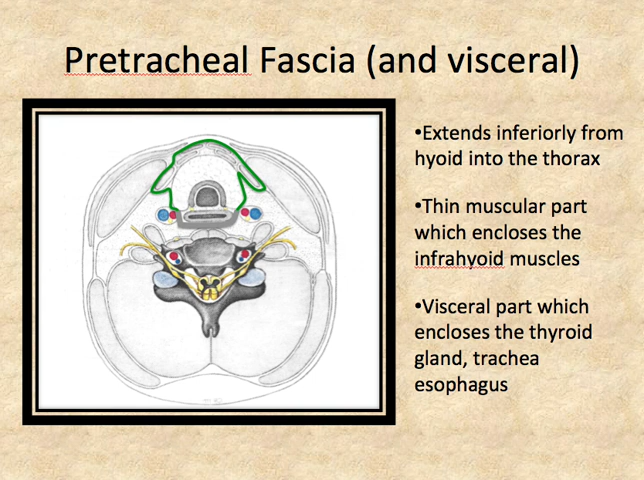 Pretracheal Fascia (and visceral)
•Extends inferiorly from
hyoid into the thorax
•Thin muscular part
which encloses the
infrahyoid muscles
•Visceral part which
encloses the thyroid
gland, trachea
esophagus